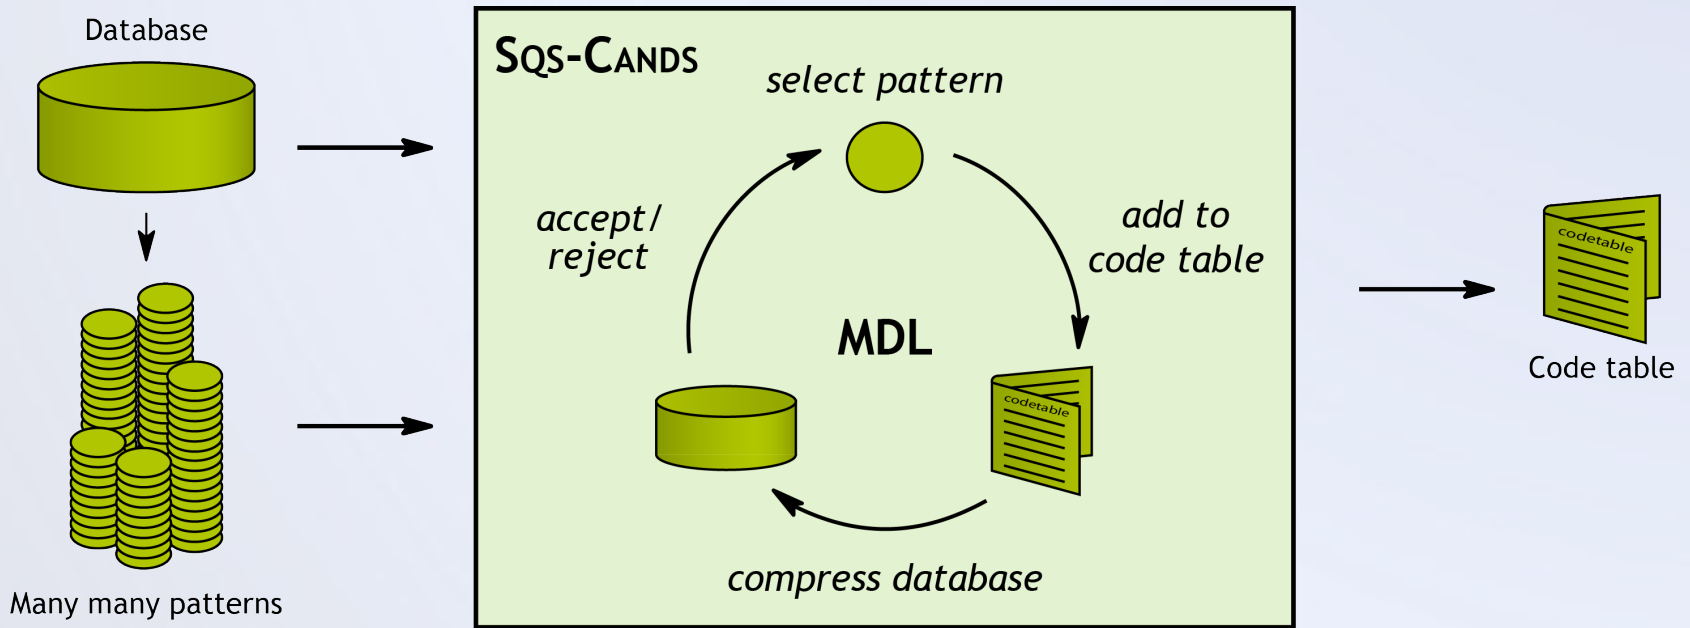 Database
Many many patterns
SQS-CANDS
select pattern
add to
code table
codetable
compress database
accept/
reject
MDL
codetable
Code table